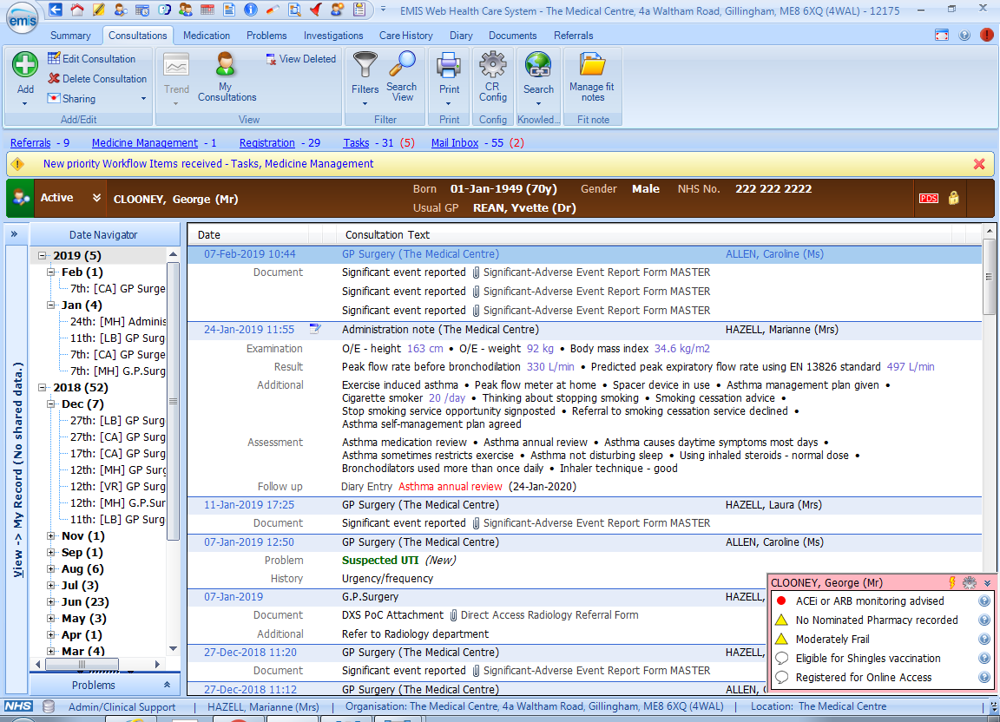 emis
EMIS Web Health Care System - The Medical Centre, 4a Waltham Road, Gillingham, ME8 6XQ (4WAL) - 12175
Summary Consultations Medication Problems Investigations Care History Diary Documents Referrals
Add
Edit Consultation
Delete Consultation
Sharing
Add/Edit
Trend
My Consultations
View Deleted
View
Filters
Search View
Filter
Print
Print
CR Config
Config
Search
Knowled...
Manage fit notes
Fit note
Referrals - 9 Medicine Management - 1 Registration - 29 Tasks - 31 (5) Mail Inbox - 55 (2)
New priority Workflow Items received - Tasks, Medicine Management
Active CLOONEY, George (Mr)
Born 01-Jan-1949 (70y) Gender Male NHS No. 222 222 2222
Usual GP REAN, Yvette (Dr)
PDS
View -> My Record (No shared data.)
Date Navigator
2019 (5)
Feb (1)
7th: [CA] GP Surge
Jan (4)
24th: [MH] Adminis
11th: [LB] GP Surg
7th: [CA] GP Surge
7th: [MH] G.P.Surg
2018 (52)
Dec (7)
27th: [LB] GP Surg
27th: [CA] GP Surg
17th: [CA] GP Surg
12th: [MH] GP Surg
12th: [VR] GP Surg
12th: [MH] G.P.Sur
11th: [LB] GP Surg
Nov (1)
Sep (1)
Aug (6)
Jul (3)
Jun (23)
May (3)
Apr (1)
Mar (4)
Problems
Date Consultation Text
07-Feb-2019 10:44 GP Surgery (The Medical Centre) ALLEN, Caroline (Ms)
Document Significant event reported Significant-Adverse Event Report Form MASTER
Significant event reported Significant-Adverse Event Report Form MASTER
Significant event reported Significant-Adverse Event Report Form MASTER
24-Jan-2019 11:55 Administration note (The Medical Centre) HAZELL, Marianne (Mrs)
Examination O/E - height 163 cm • O/E - weight 92 kg • Body mass index 34.6 kg/m2
Result Peak flow rate before bronchodilation 330 L/min • Predicted peak expiratory flow rate using EN 13826 standard 497 L/min
Additional Exercise induced asthma • Peak flow meter at home • Spacer device in use • Asthma management plan given •
Cigarette smoker 20 /day • Thinking about stopping smoking • Smoking cessation advice •
Stop smoking service opportunity signposted • Referral to smoking cessation service declined •
Asthma self-management plan agreed
Assessment Asthma medication review • Asthma annual review • Asthma causes daytime symptoms most days •
Asthma sometimes restricts exercise • Asthma not disturbing sleep • Using inhaled steroids - normal dose •
Bronchodilators used more than once daily • Inhaler technique - good
Follow up Diary Entry Asthma annual review (24-Jan-2020)
11-Jan-2019 17:25 GP Surgery (The Medical Centre) HAZELL, Laura (Mrs)
Document Significant event reported Significant-Adverse Event Report Form MASTER
07-Jan-2019 12:50 GP Surgery (The Medical Centre) ALLEN, Caroline (Ms)
Problem Suspected UTI (New)
History Urgency/frequency
07-Jan-2019 G.P.Surgery HAZELL,
Document DXS PoC Attachment Direct Access Radiology Referral Form
Additional Refer to Radiology department
27-Dec-2018 11:20 GP Surgery (The Medical Centre) HAZELL,
Document Significant event reported Significant-Adverse Event Report Form MASTER
27-Dec-2018 11:12 GP Surgery (The Medical Centre) ALLEN, C
CLOONEY, George (Mr)
ACEi or ARB monitoring advised
No Nominated Pharmacy recorded
Moderately Frail
Eligible for Shingles vaccination
Registered for Online Access
NHS Admin/Clinical Support HAZELL, Marianne (Mrs) Organisation: The Medical Centre, 4a Waltham Road, Gillingham, ME8 6XQ (4WAL) Location: The Medical Centre